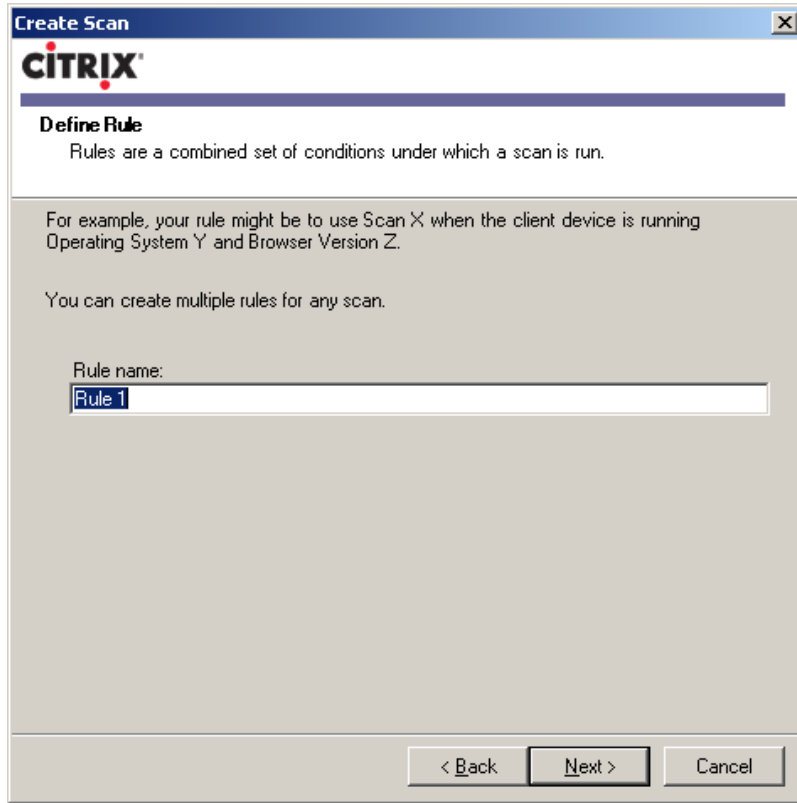 Create Scan
CİTRIX
Define Rule
Rules are a combined set of conditions under which a scan is run.
For example, your rule might be to use Scan X when the client device is running
Operating System Y and Browser Version Z.
You can create multiple rules for any scan.
Rule name:
Rule 1
< Back
Next >
Cancel